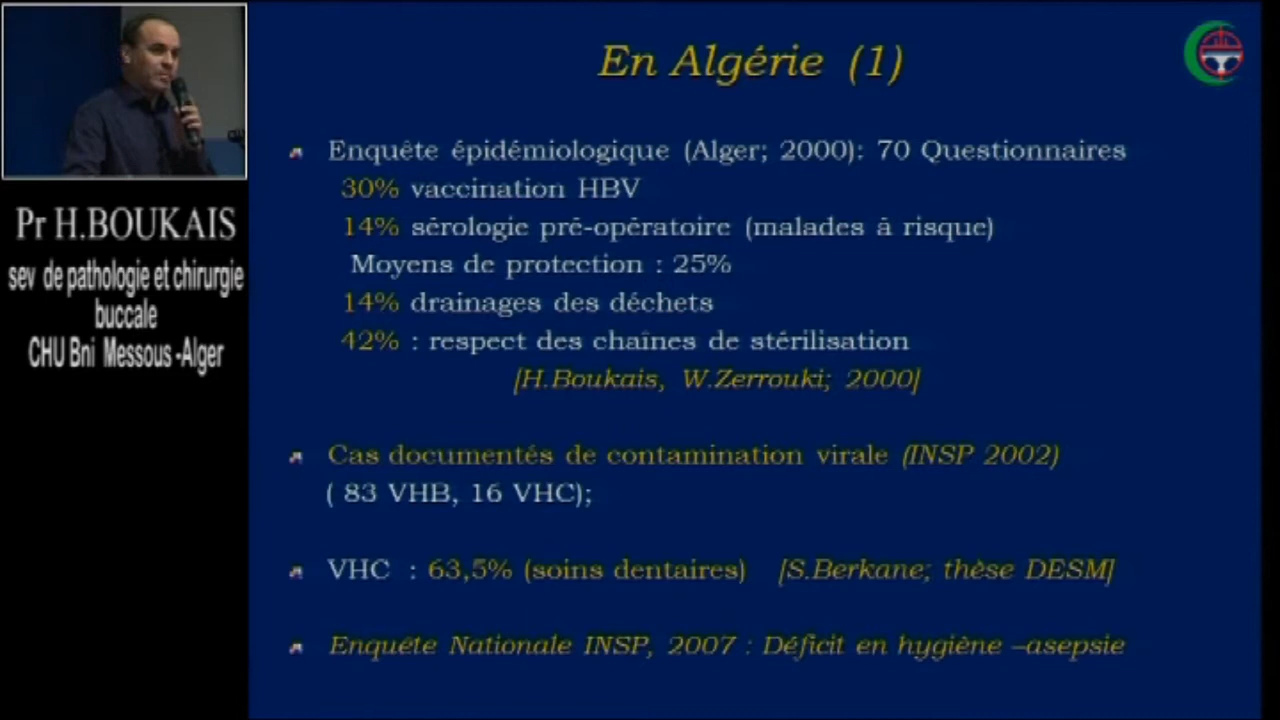 En Algérie (1)
Enquête épidémiologique (Alger; 2000): 70 Questionnaires
30% vaccination HBV
14% sérologie pré-opératoire (malades à risque)
Moyens de protection : 25%
14% drainages des déchets
42% : respect des chaînes de stérilisation
[H.Boukais, W.Zerrouki; 2000]
Cas documentés de contamination virale (INSP 2002)
( 83 VHB, 16 VHC);
VHC : 63,5% (soins dentaires) [S.Berkane; thèse DESM]
Enquête Nationale INSP, 2007 : Déficit en hygiène –asepsie
Pr H.BOUKAIS
sev de pathologie et chirurgie
buccale
CHU Bni Messous -Alger